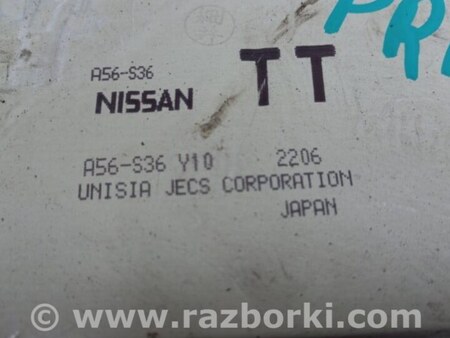 A56-S36
NISSAN TT
A56-S36 Y10 2206
UNISIA JECS CORPORATION
JAPAN
© www.razborki.com